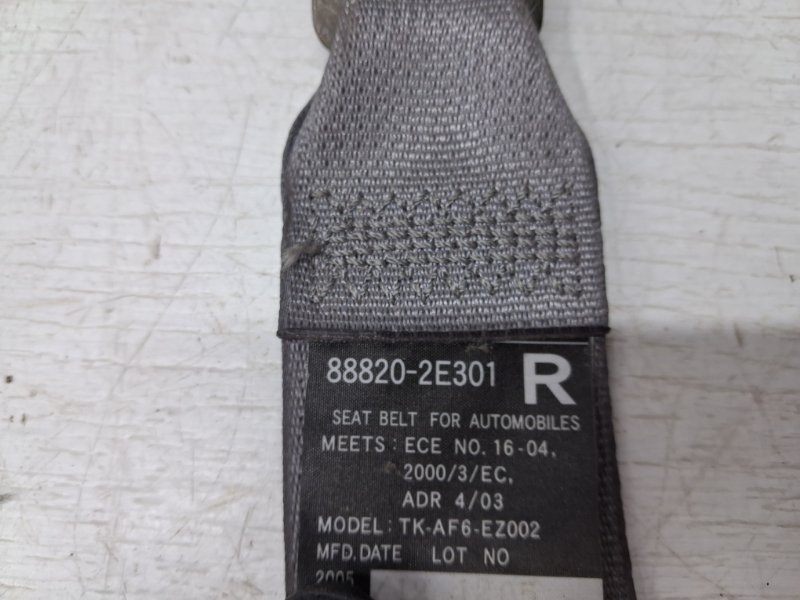 88820-2E301 R
SEAT BELT FOR AUTOMOBILES
MEETS : ECE NO. 16-04,
2000/3/EC,
ADR 4/03
MODEL: TK-AF6-EZ002
MFD.DATE LOT NO
2005